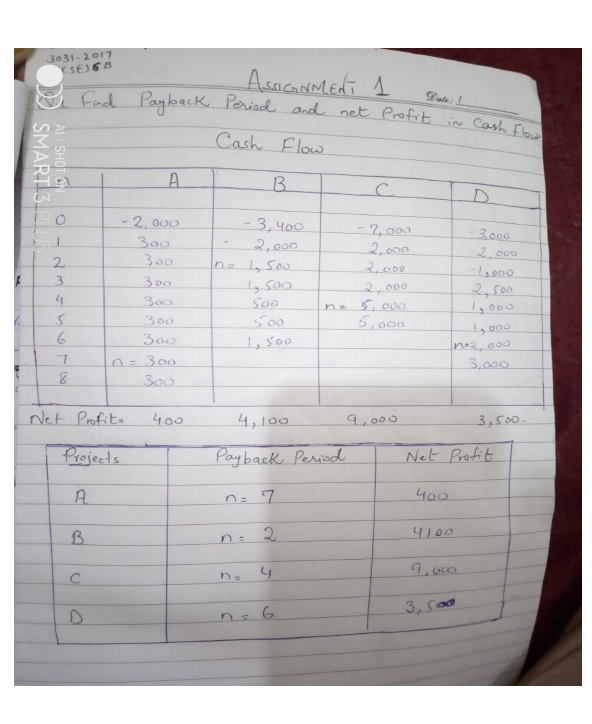 3031-2017
(CSE) 6B
ASSIGNMENT 1 Date: 1
Find Payback Period and net Profit in Cash Flow
Cash Flow
A B C D
0 -2,000 -3,400 -7,000 -3,000
1 300 2,000 2,000 -2,000
2 300 n= 1,500 2,000 -1,000
3 300 1,500 2,000 2,500
4 300 500 n= 5,000 1,000
5 300 500 5,000 1,000
6 300 1,500 n=2,000
7 n= 300 3,000
8 300
Net Profit= 400 4,100 9,000 3,500.
Projects Payback Period Net Profit
A n= 7 400
B n= 2 4100
C n= 4 9,000
D n= 6 3,500
SMART 3 PLUS
AI SHOT ON